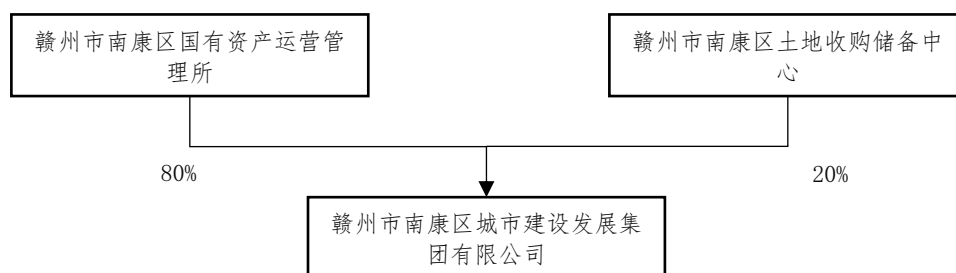 赣州市南康区国有资产运营管
理所
赣州市南康区土地收购储备中
心
80%
20%
赣州市南康区城市建设发展集
团有限公司